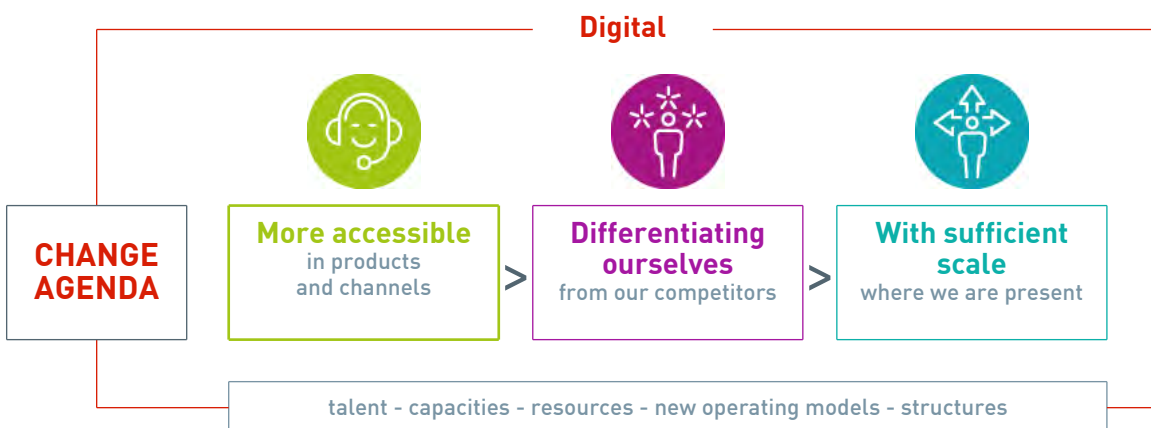 Digital
CHANGE
AGENDA
More accessible
in products
and channels
>
Differentiating
ourselves
from our competitors
>
With sufficient
scale
where we are present
talent - capacities - resources - new operating models - structures